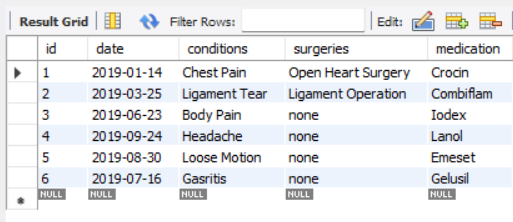 Result Grid Filter Rows: Edit:
id date conditions surgeries medication
1 2019-01-14 Chest Pain Open Heart Surgery Crocin
2 2019-03-25 Ligament Tear Ligament Operation Combiflam
3 2019-06-23 Body Pain none Iodex
4 2019-09-24 Headache none Lanol
5 2019-08-30 Loose Motion none Emeset
6 2019-07-16 Gasritis none Gelusil
NULL NULL NULL NULL NULL